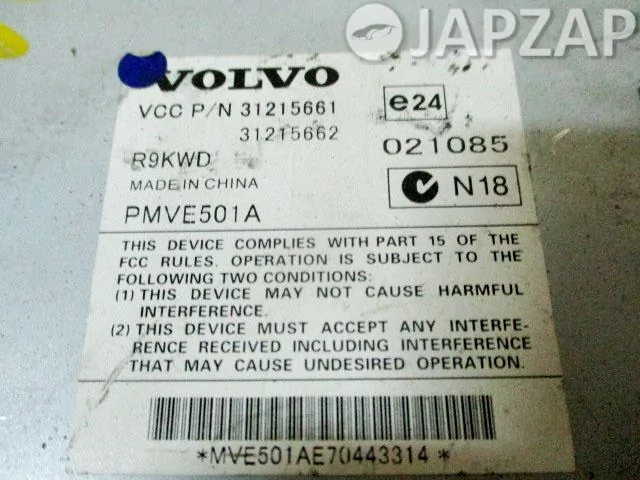 JAPZAP
VOLVO
VCC P/N 31215661
31215662
e24
021085
R9KWD
MADE IN CHINA
N18
PMVE501A
THIS DEVICE COMPLIES WITH PART 15 OF THE
FCC RULES. OPERATION IS SUBJECT TO THE
FOLLOWING TWO CONDITIONS:
(1) THIS DEVICE MAY NOT CAUSE HARMFUL
INTERFERENCE.
(2) THIS DEVICE MUST ACCEPT ANY INTERFE-
RENCE RECEIVED INCLUDING INTERFERENCE
THAT MAY CAUSE UNDESIRED OPERATION.
*MVE501AE70443314*